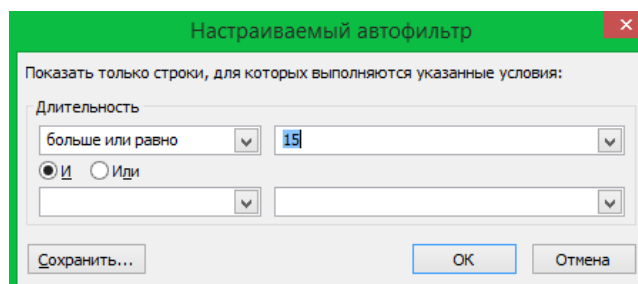 Настраиваемый автофильтр
Показать только строки, для которых выполняются указанные условия:
Длительность
больше или равно 15
И Или
Сохранить... ОК Отмена